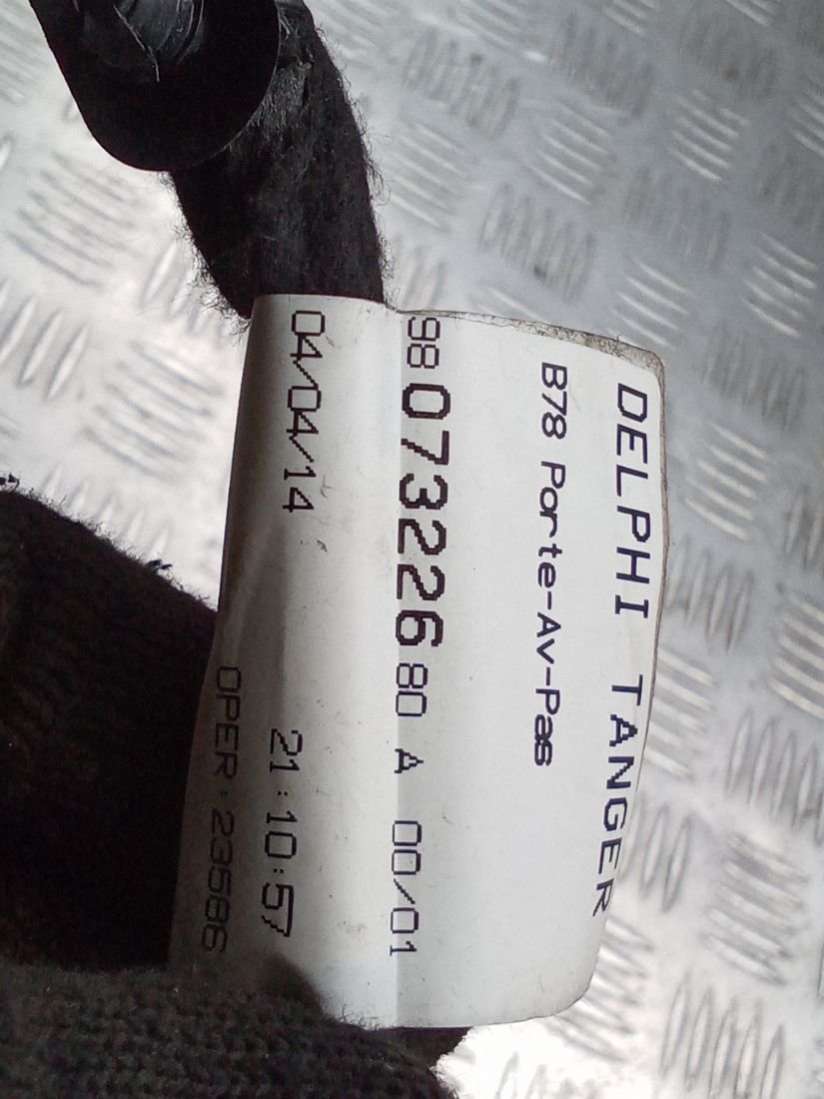 DELPHI TANGER
B78 Porte-Av-Pas
98 073226 80 A 00/01
04/04/14 21:10:57
OPER: 23586